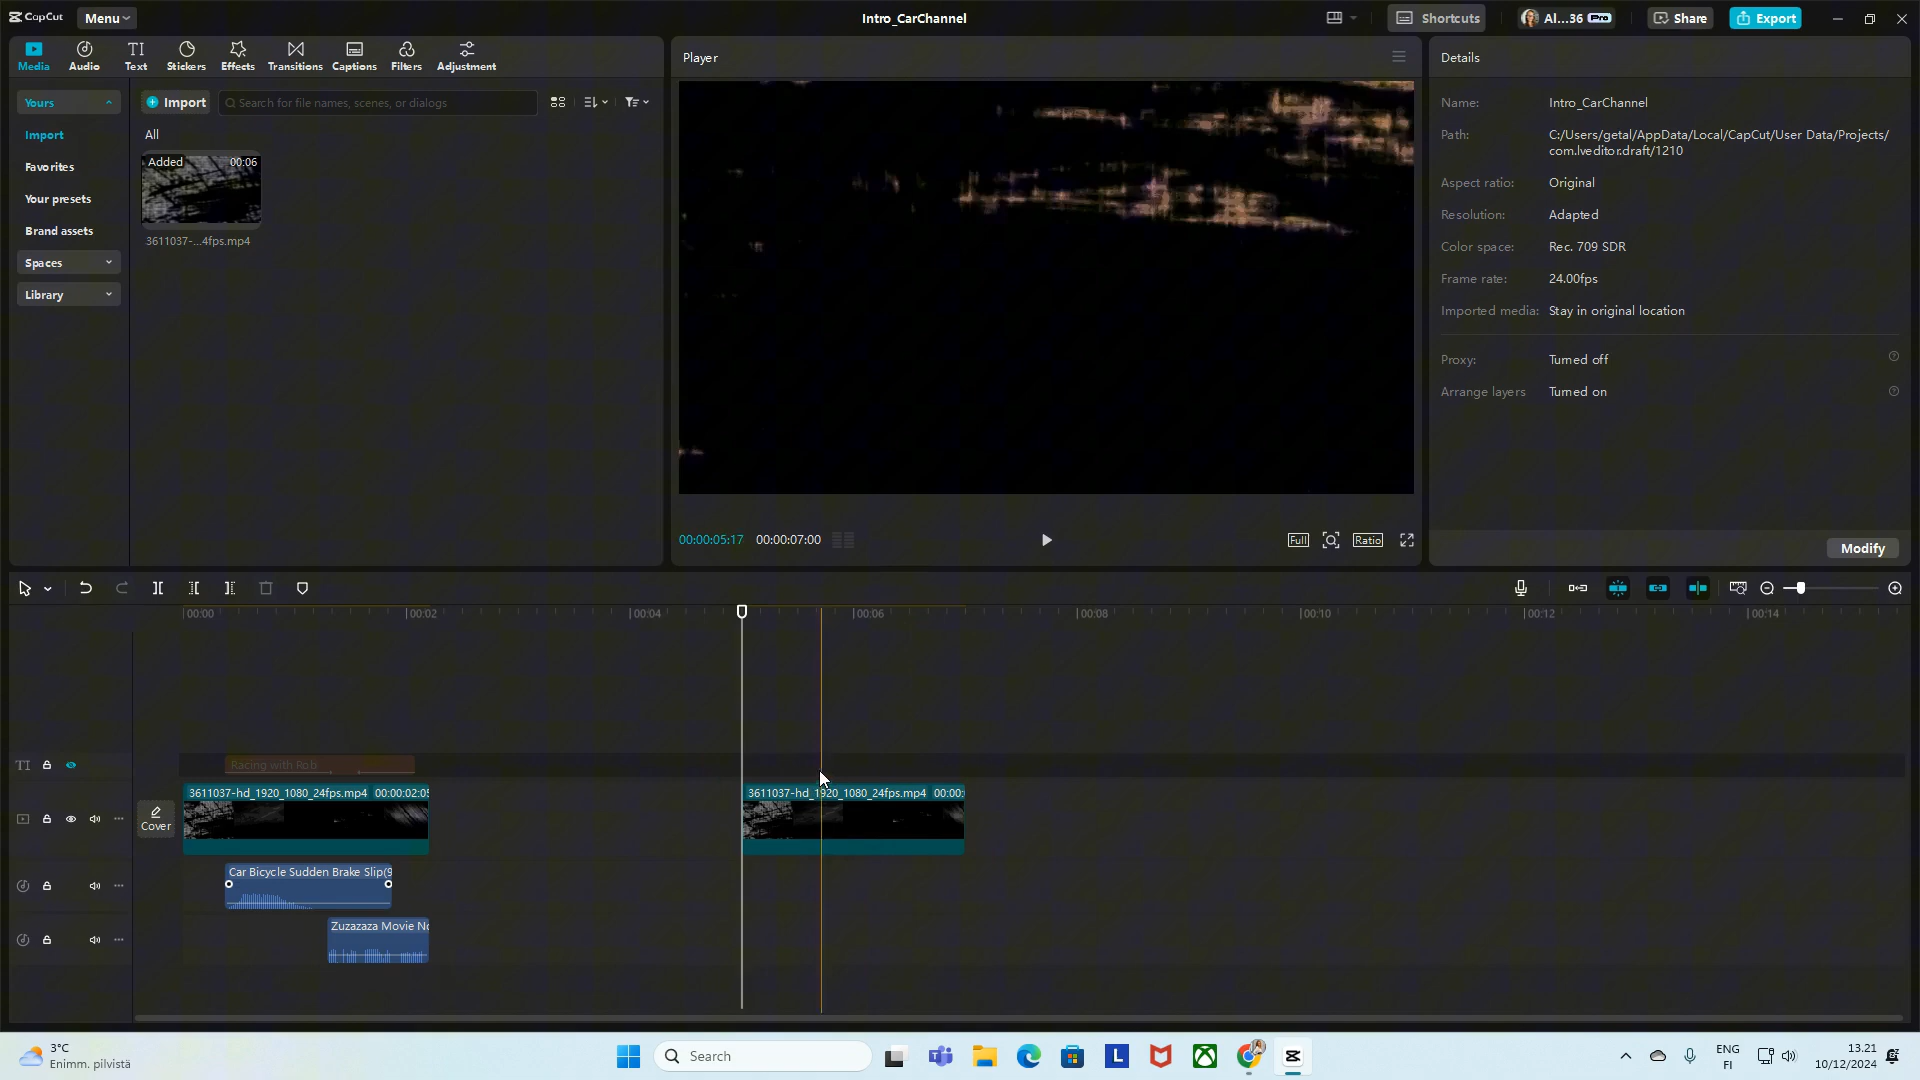 CapCut
Menu
Intro_CarChannel
Shortcuts
Al...36 Pro
Share
Export
Media
Audio
TI
Text
Stickers
Effects
Transitions
Captions
Filters
Adjustment
Player
Details
Yours
Import
Search for file names, scenes, or dialogs
Import
Favorites
Your presets
Brand assets
Spaces
Library
All
Added 00:06
3611037-...4fps.mp4
Name: Intro_CarChannel
Path: C:/Users/getal/AppData/Local/CapCut/User Data/Projects/
com.lveditor.draft/1210
Aspect ratio: Original
Resolution: Adapted
Color space: Rec. 709 SDR
Frame rate: 24.00fps
Imported media: Stay in original location
Proxy: Turned off
Arrange layers Turned on
Modify
00:00:05:17 00:00:07:00
Full
Ratio
00:00 00:02 00:04 00:06 00:08 00:10 00:12 00:14
TI
Racing with Rob
3611037-hd_1920_1080_24fps.mp4 00:00:02:05
3611037-hd_1920_1080_24fps.mp4 00:00:
Cover
Car Bicycle Sudden Brake Slip(9
Zuzazaza Movie No
3°C
Enimm. pilvistä
Search
L
ENG
FI
13.21
10/12/2024